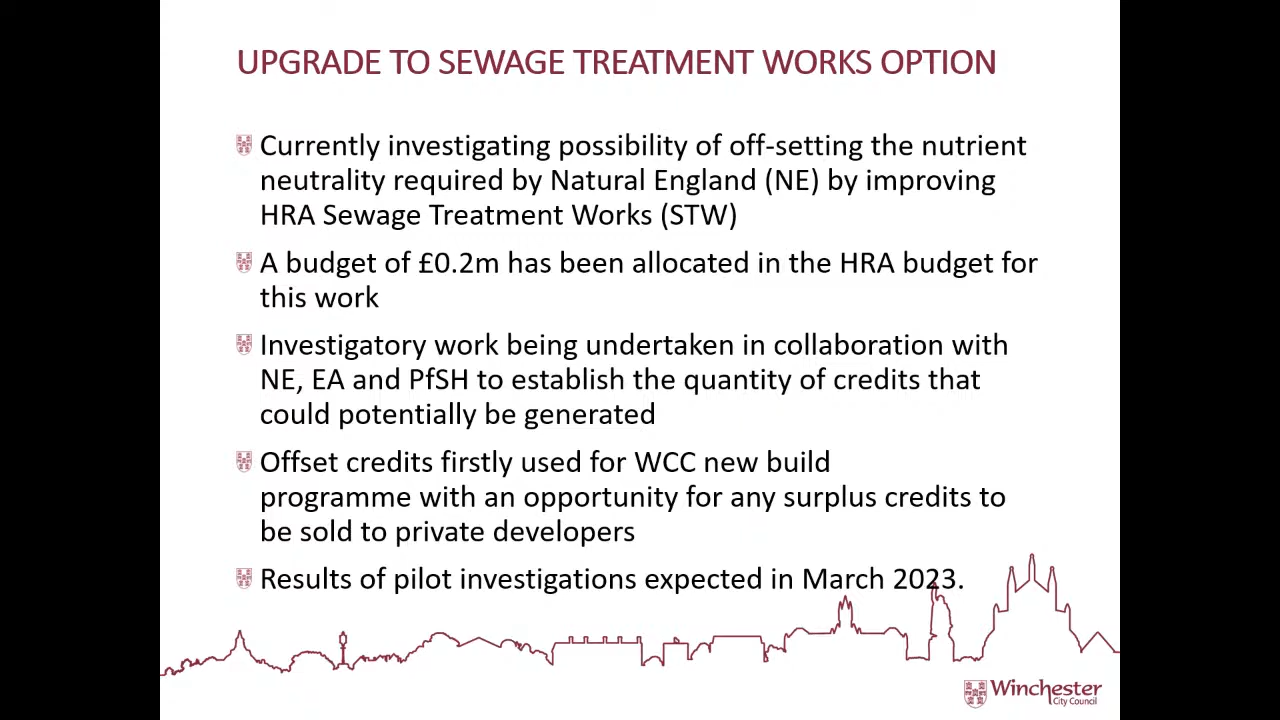 UPGRADE TO SEWAGE TREATMENT WORKS OPTION
Currently investigating possibility of off-setting the nutrient
neutrality required by Natural England (NE) by improving
HRA Sewage Treatment Works (STW)
A budget of £0.2m has been allocated in the HRA budget for
this work
Investigatory work being undertaken in collaboration with
NE, EA and PfSH to establish the quantity of credits that
could potentially be generated
Offset credits firstly used for WCC new build
programme with an opportunity for any surplus credits to
be sold to private developers
Results of pilot investigations expected in March 2023.
Winchester
City Council